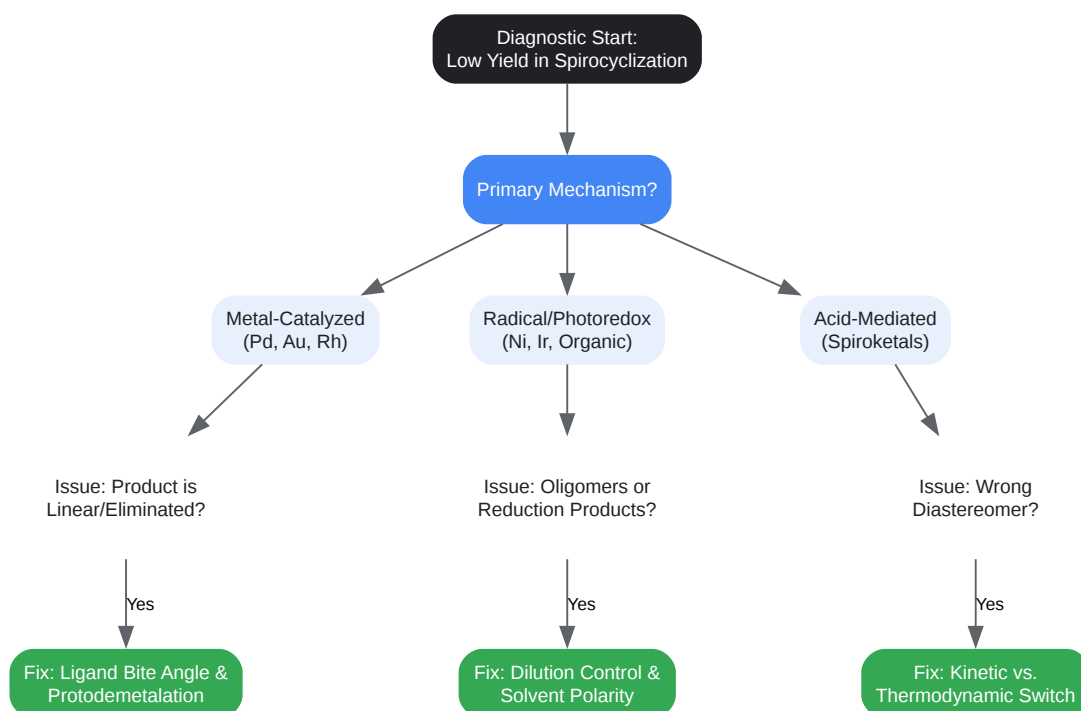 Diagnostic Start:
Low Yield in Spirocyclization
Primary Mechanism?
Metal-Catalyzed
(Pd, Au, Rh)
Radical/Photoredox
(Ni, Ir, Organic)
Acid-Mediated
(Spiroketals)
Issue: Product is
Linear/Eliminated?
Issue: Oligomers or
Reduction Products?
Issue: Wrong
Diastereomer?
Yes
Yes
Yes
Fix: Ligand Bite Angle &
Protodemetalation
Fix: Dilution Control &
Solvent Polarity
Fix: Kinetic vs.
Thermodynamic Switch